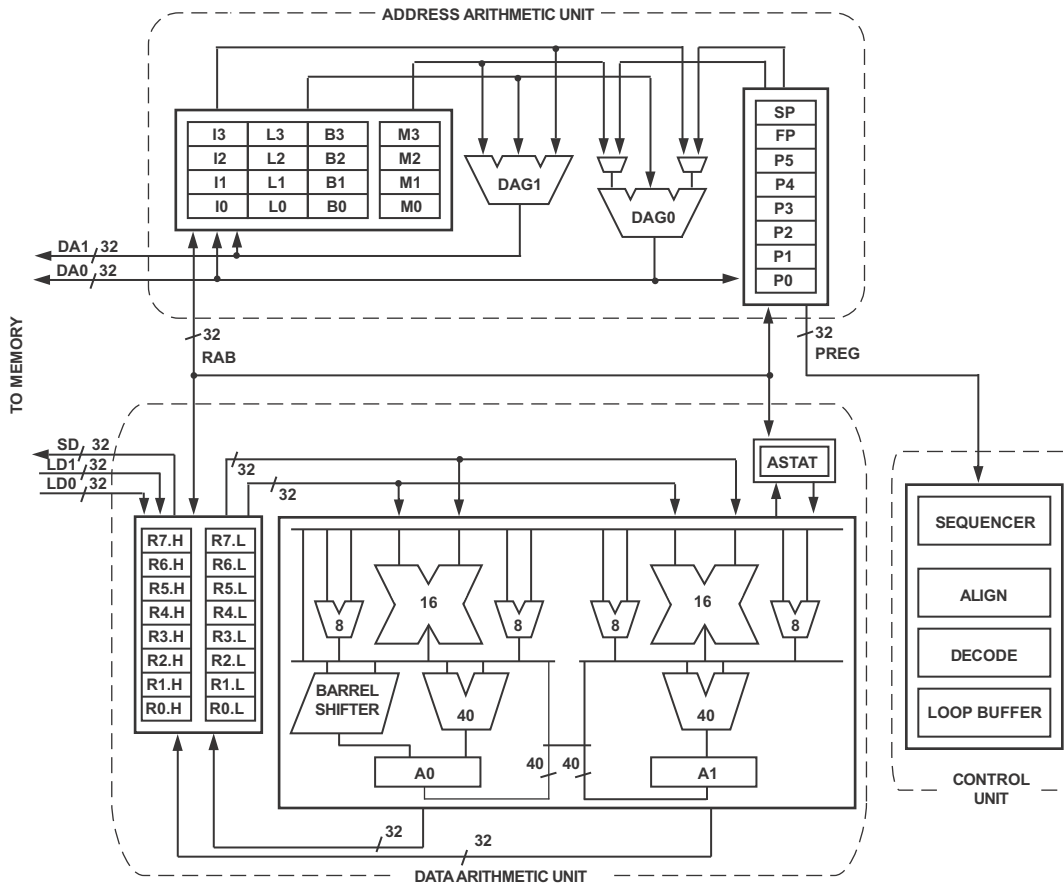 ADDRESS ARITHMETIC UNIT
SP
I3 L3 B3 M3
FP
I2 L2 B2 M2
P5
I1 L1 B1 M1
DAG1
P4
I0 L0 B0 M0
P3
DAG0
P2
DA1 32
P1
DA0 32
P0
32
RAB
32
PREG
TO MEMORY
SD 32
LD1 32
LD0 32
32
32
ASTAT
R7.H R7.L
R6.H R6.L
R5.H R5.L
R4.H R4.L
R3.H R3.L
R2.H R2.L
R1.H R1.L
R0.H R0.L
16
16
8
8
8
8
BARREL
SHIFTER
40
40
A0
40 40
A1
32
32
DATA ARITHMETIC UNIT
SEQUENCER
ALIGN
DECODE
LOOP BUFFER
CONTROL
UNIT